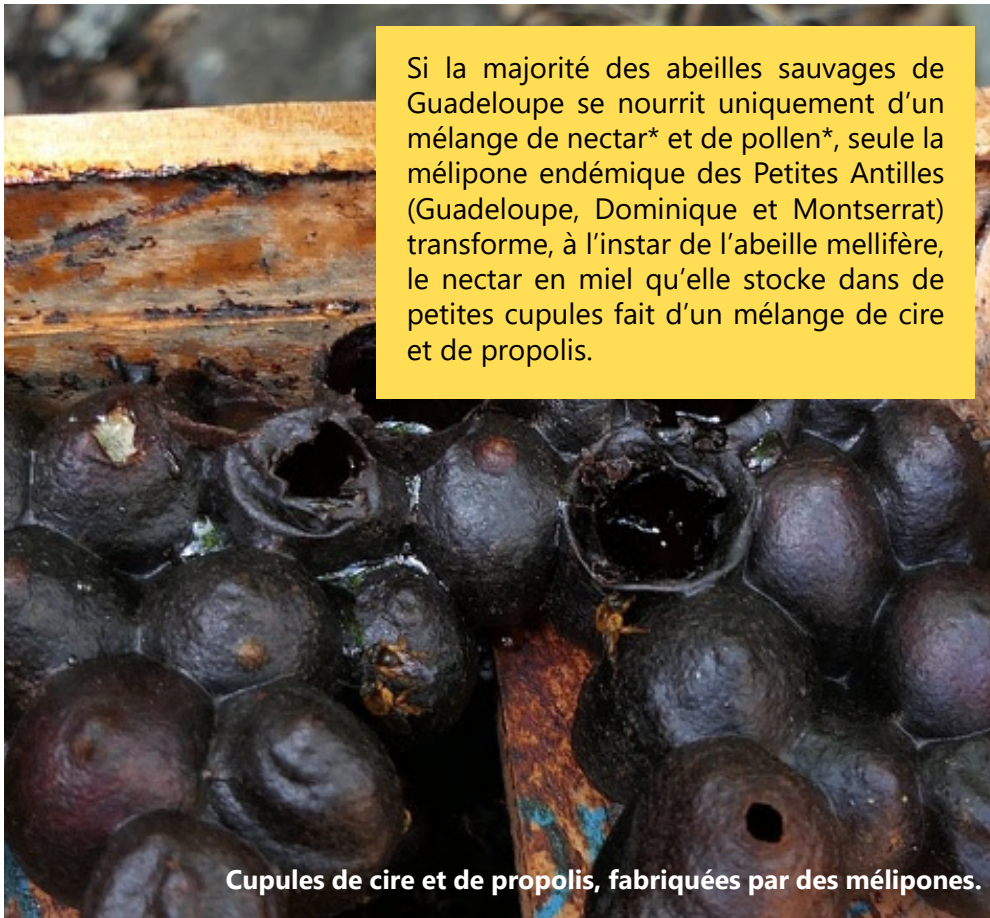 Si la majorité des abeilles sauvages de
Guadeloupe se nourrit uniquement d'un
mélange de nectar* et de pollen*, seule la
mélipone endémique des Petites Antilles
(Guadeloupe, Dominique et Montserrat)
transforme, à l'instar de l'abeille mellifère,
le nectar en miel qu'elle stocke dans de
petites cupules fait d'un mélange de cire
et de propolis.
Cupules de cire et de propolis, fabriquées par des mélipones.